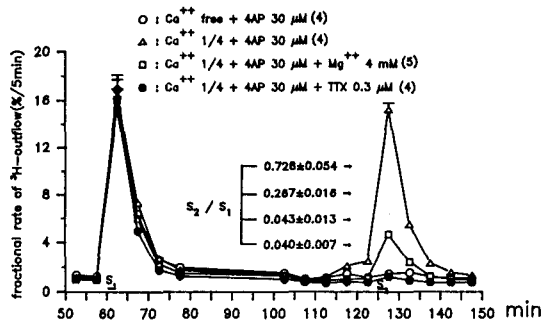 ○ : Ca++ free + 4AP 30 μM (4)
△ : Ca++ 1/4 + 4AP 30 μM (4)
□ : Ca++ 1/4 + 4AP 30 μM + Mg++ 4 mM (5)
● : Ca++ 1/4 + 4AP 30 μM + TTX 0.3 μM (4)
fractional rate of ³H-outflow(%/5min)
20
16
12
8
4
0
S₂ / S₁
0.728±0.054 →
0.267±0.016 →
0.043±0.013 →
0.040±0.007 →
S₁
S₂
50 60 70 80 90 100 110 120 130 140 150 min